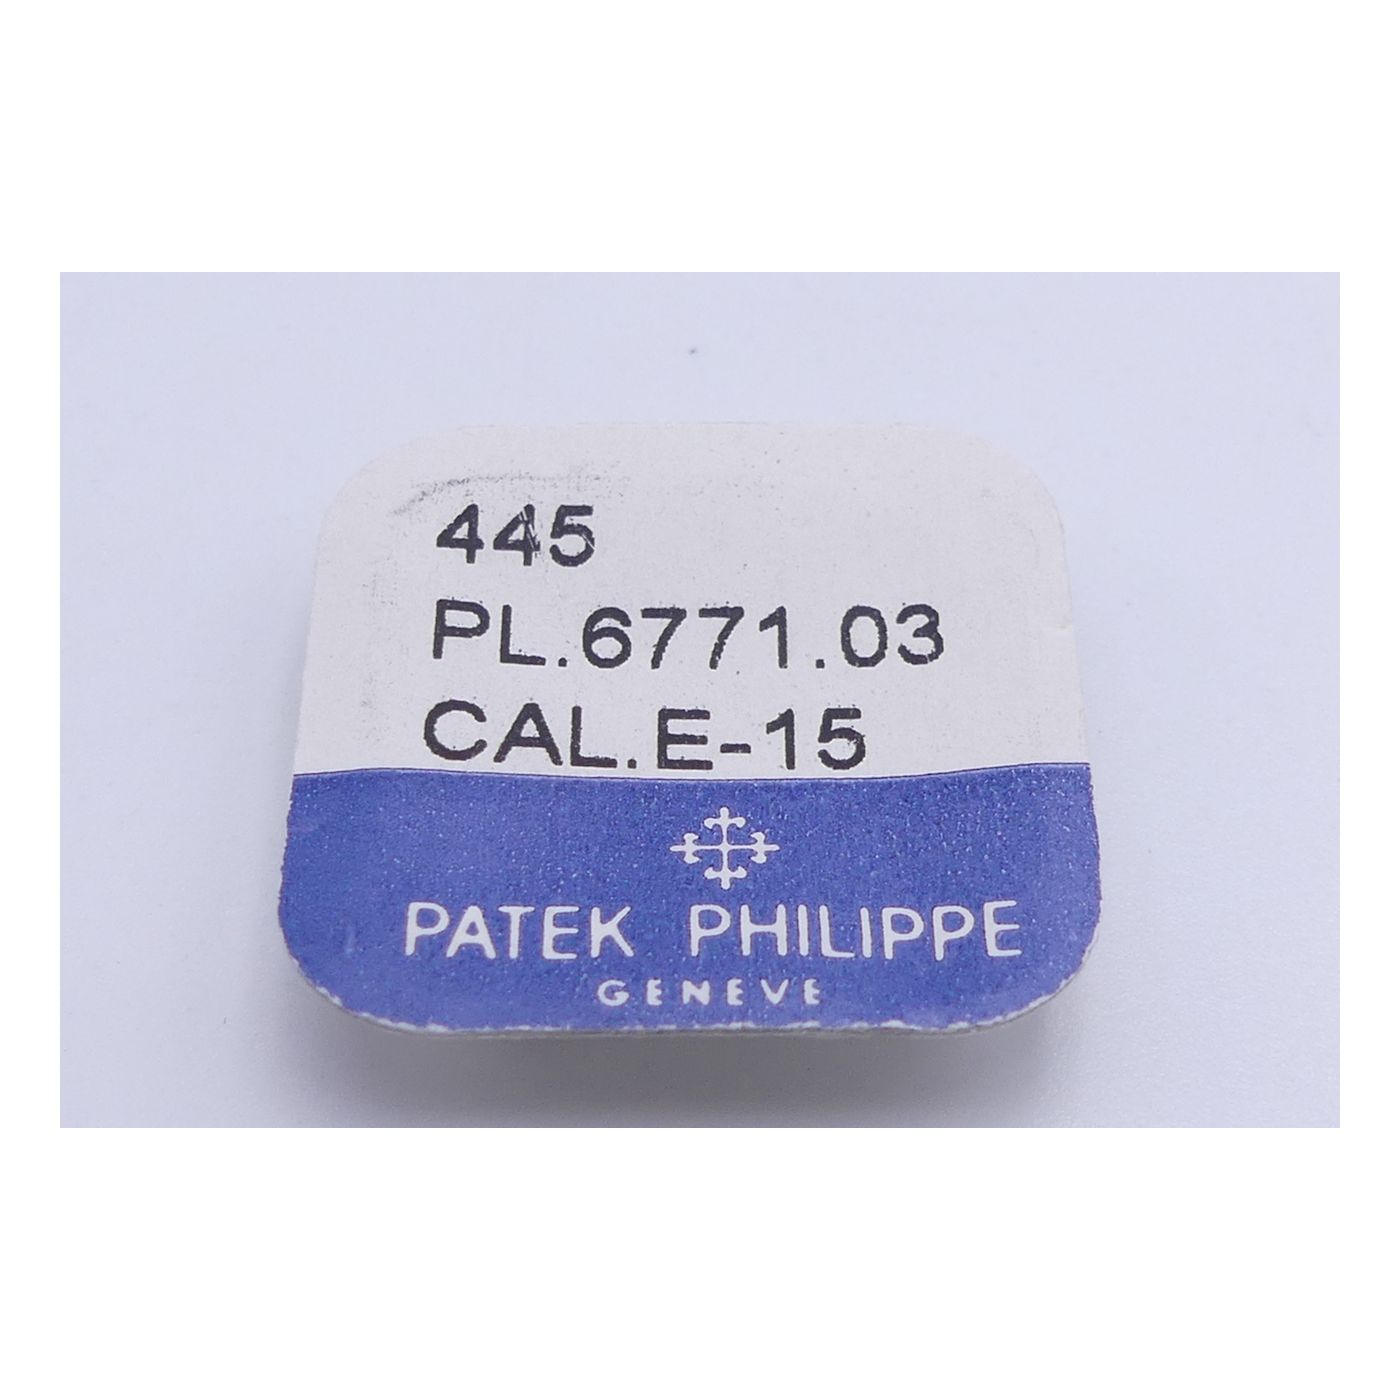 445
PL.6771.03
CAL.E-15
PATEK PHILIPPE
GENEVE